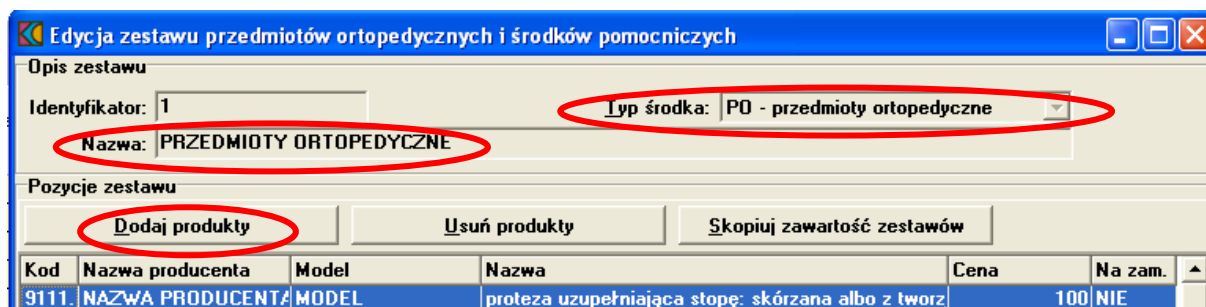 Edycja zestawu przedmiotów ortopedycznych i środków pomocniczych
Opis zestawu
Identyfikator: 1 Typ środka: PO - przedmioty ortopedyczne
Nazwa: PRZEDMIOTY ORTOPEDYCZNE
Pozycje zestawu
Dodaj produkty Usuń produkty Skopiuj zawartość zestawów
Kod Nazwa producenta Model Nazwa Cena Na zam.
9111. NAZWA PRODUCENTA MODEL proteza uzupełniająca stopę: skórzana albo z tworz 100 NIE